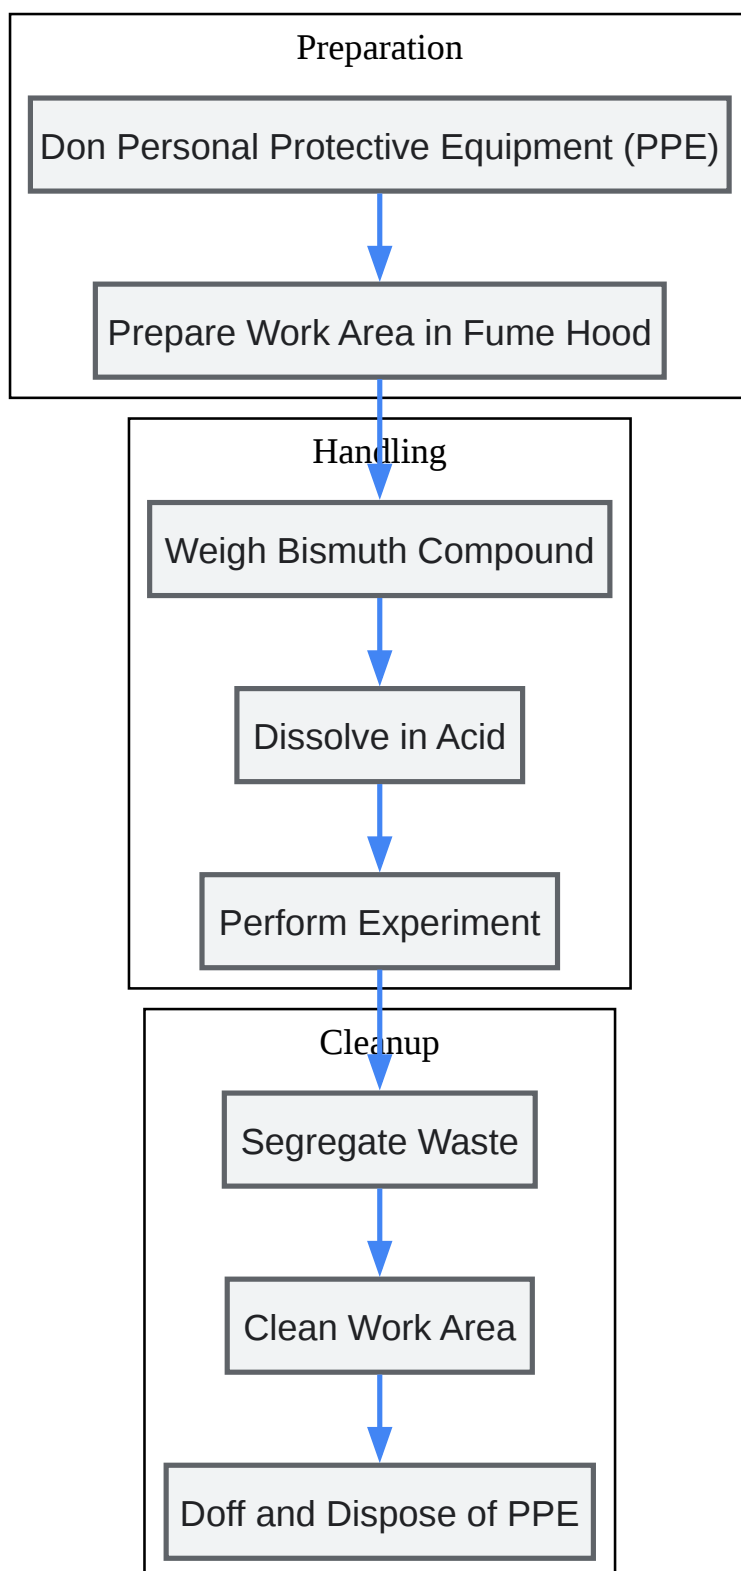 Preparation
Don Personal Protective Equipment (PPE)
Prepare Work Area in Fume Hood
Handling
Weigh Bismuth Compound
Dissolve in Acid
Perform Experiment
Cleanup
Segregate Waste
Clean Work Area
Doff and Dispose of PPE